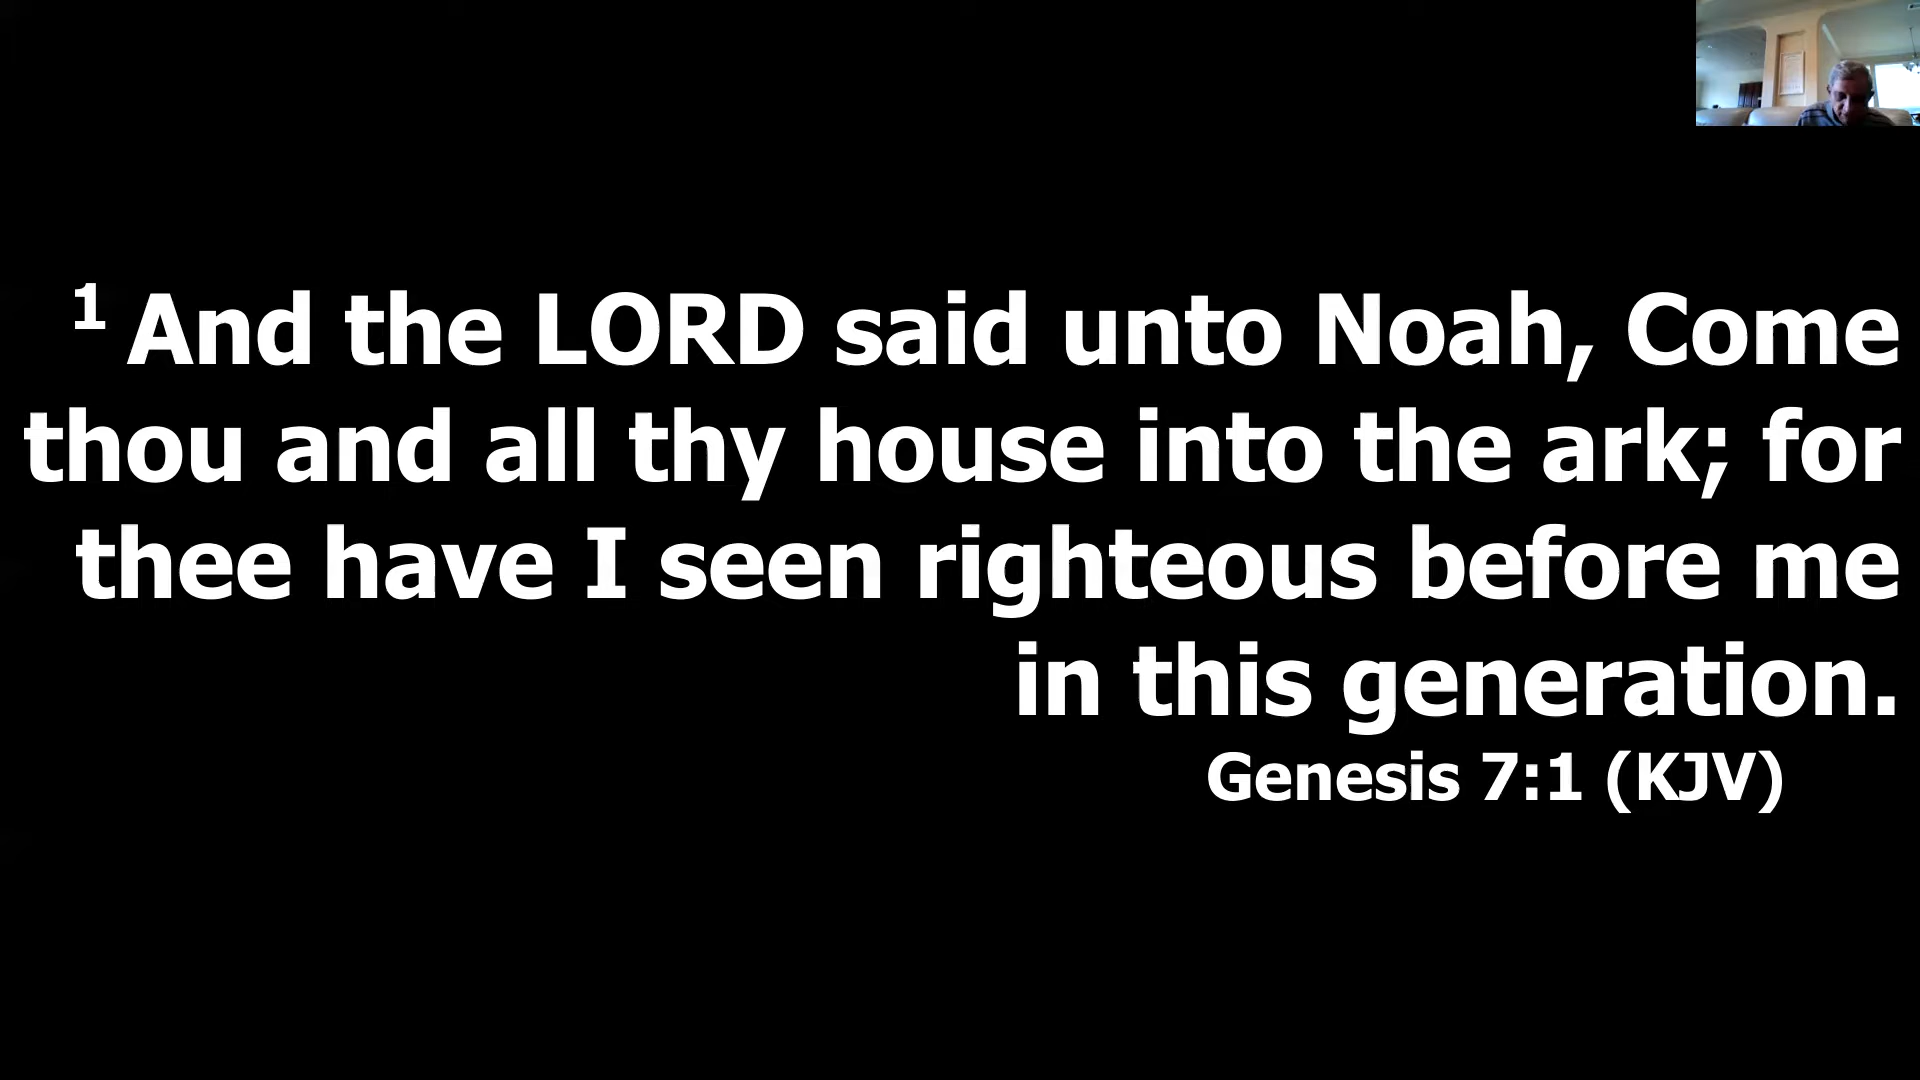 1 And the LORD said unto Noah, Come
thou and all thy house into the ark; for
thee have I seen righteous before me
in this generation.
Genesis 7:1 (KJV)